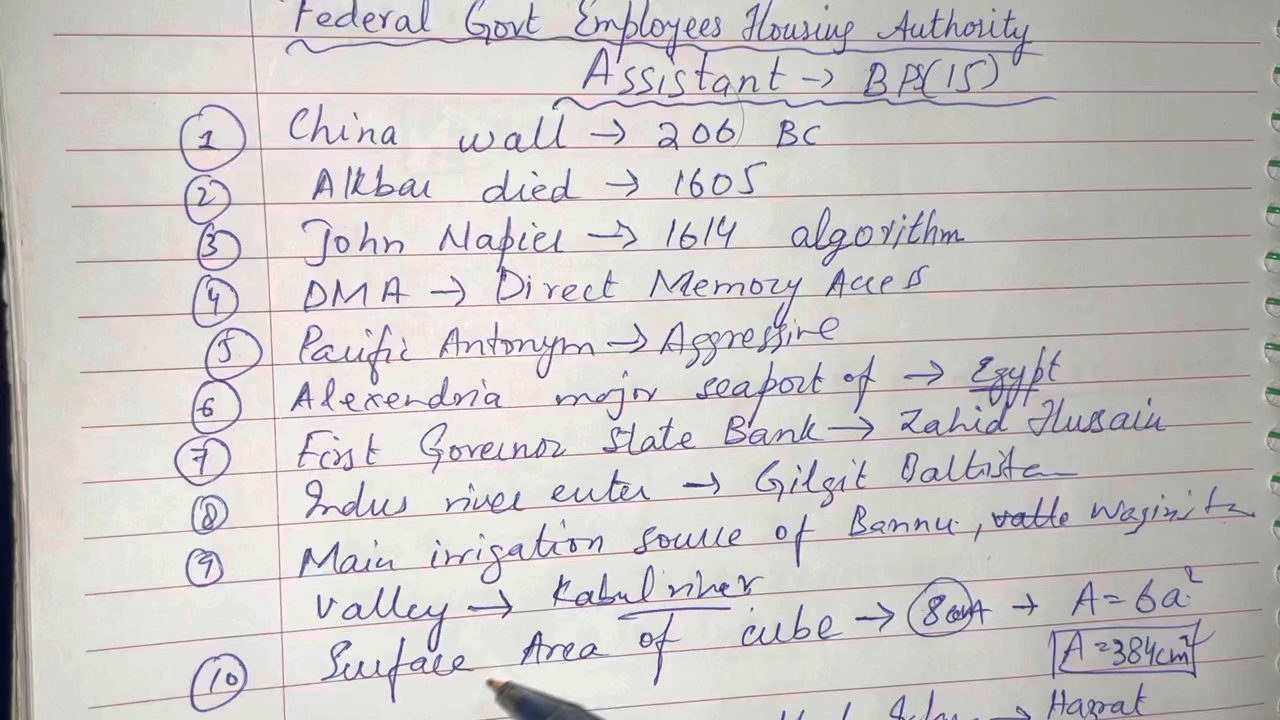 Federal Govt Employees Housing Authority
Assistant → BPS(15)
1 China wall → 206 BC
2 Akbar died → 1605
3 John Napier → 1614 algorithm
4 DMA → Direct Memory Acces
5 Pacific Antonym → Aggressive
6 Alexendria major seaport of → Egypt
7 First Governor State Bank → Zahid Hussain
8 Indus river enter → Gilgit Baltistan
9 Main irrigation source of Bannu,
valley → Kabul river
10 Surface Area of cube → 8cm → A = 6a²
A = 384cm²
→ Hasrat